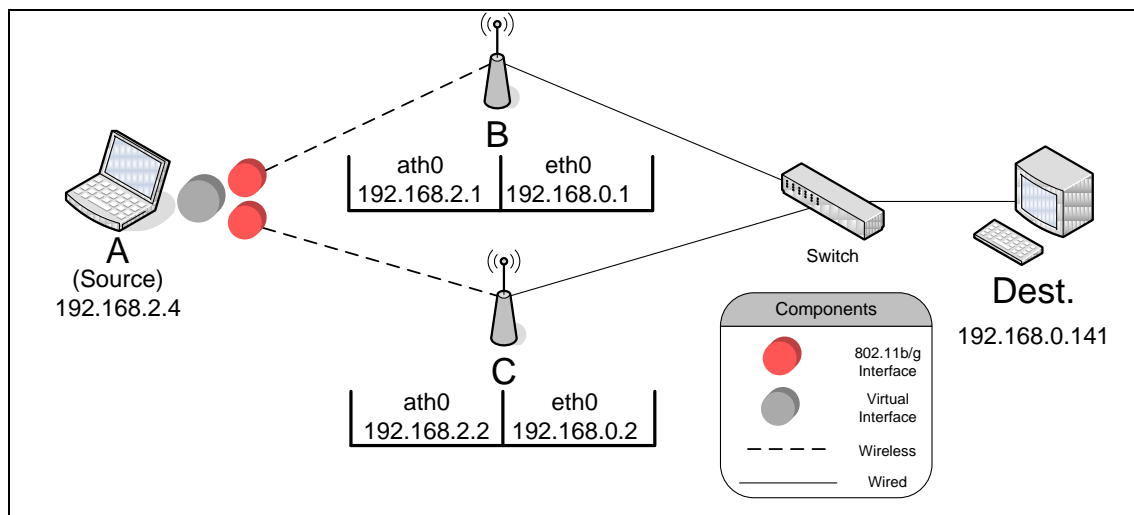 B
ath0
192.168.2.1
eth0
192.168.0.1
A
(Source)
192.168.2.4
Switch
Dest.
192.168.0.141
C
ath0
192.168.2.2
eth0
192.168.0.2
Components
802.11b/g
Interface
Virtual
Interface
Wireless
Wired